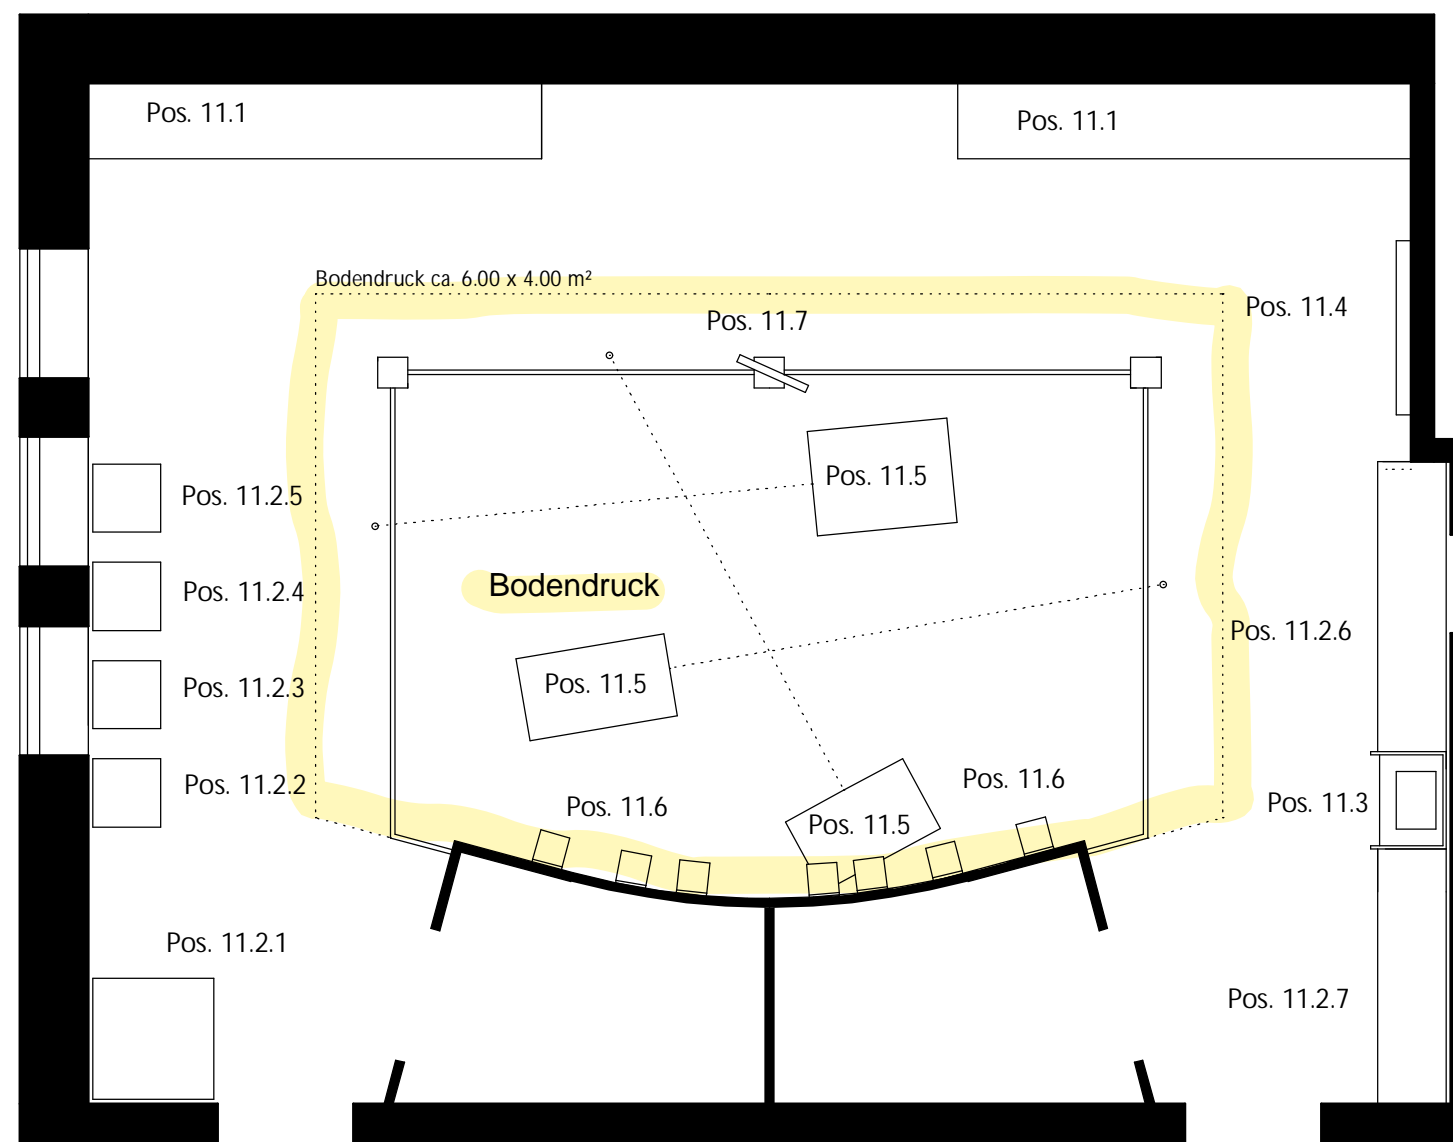 Pos. 11.1
Pos. 11.1
Bodendruck ca. 6.00 x 4.00 m²
Pos. 11.4
Pos. 11.7
Pos. 11.5
Pos. 11.2.5
Bodendruck
Pos. 11.2.4
Pos. 11.2.6
Pos. 11.5
Pos. 11.2.3
Pos. 11.6
Pos. 11.2.2
Pos. 11.3
Pos. 11.6
Pos. 11.5
Pos. 11.2.1
Pos. 11.2.7